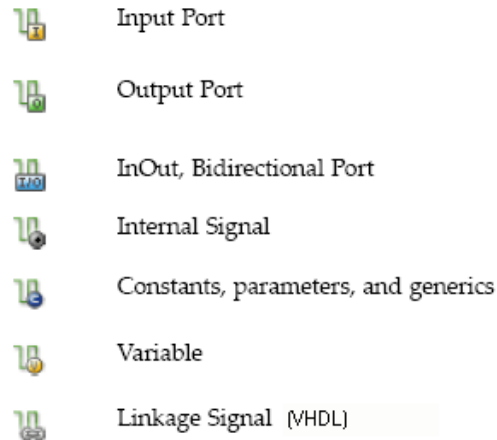 I Input Port
O Output Port
I/O InOut, Bidirectional Port
Internal Signal
C Constants, parameters, and generics
V Variable
Linkage Signal (VHDL)